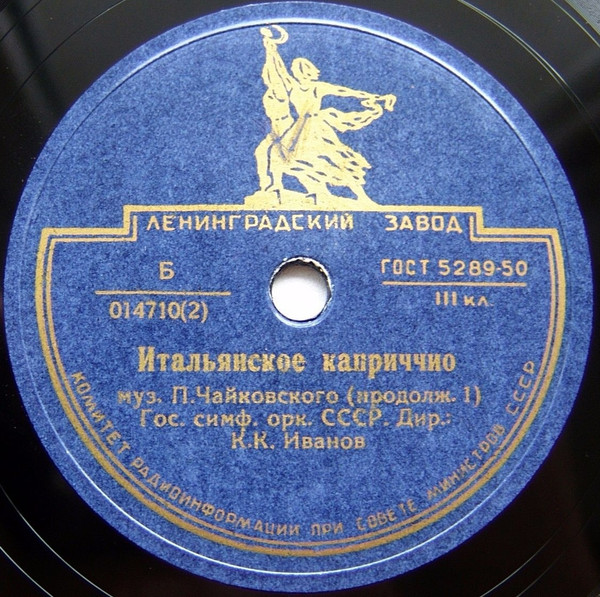 ЛЕНИНГРАДСКИЙ ЗАВОД
Б
014710(2)
ГОСТ 5289-50
III кл.
Итальянское каприччио
муз. П.Чайковского (продолж. 1)
Гос. симф. орк. СССР. Дир.:
К.К. Иванов
КОМИТЕТ РАДИОИНФОРМАЦИИ ПРИ СОВЕТЕ МИНИСТРОВ СССР